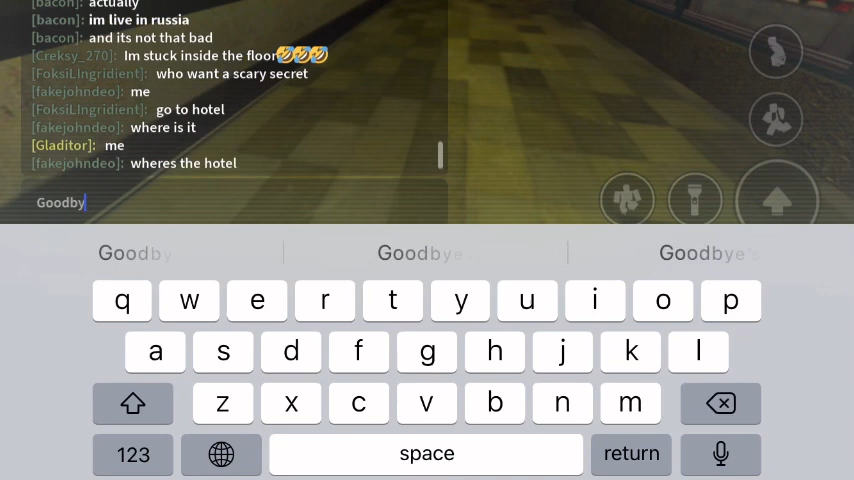 [bacon]: actually
[bacon]: im live in russia
[bacon]: and its not that bad
[Creksy_270]: Im stuck inside the floor🤣🤣🤣
[FoksiLIngridient]: who want a scary secret
[fakejohndeo]: me
[FoksiLIngridient]: go to hotel
[fakejohndeo]: where is it
[Gladitor]: me
[fakejohndeo]: wheres the hotel
Goodby
Goodby Goodbye Goodbye's
q w e r t y u i o p
a s d f g h j k l
z x c v b n m
123 space return